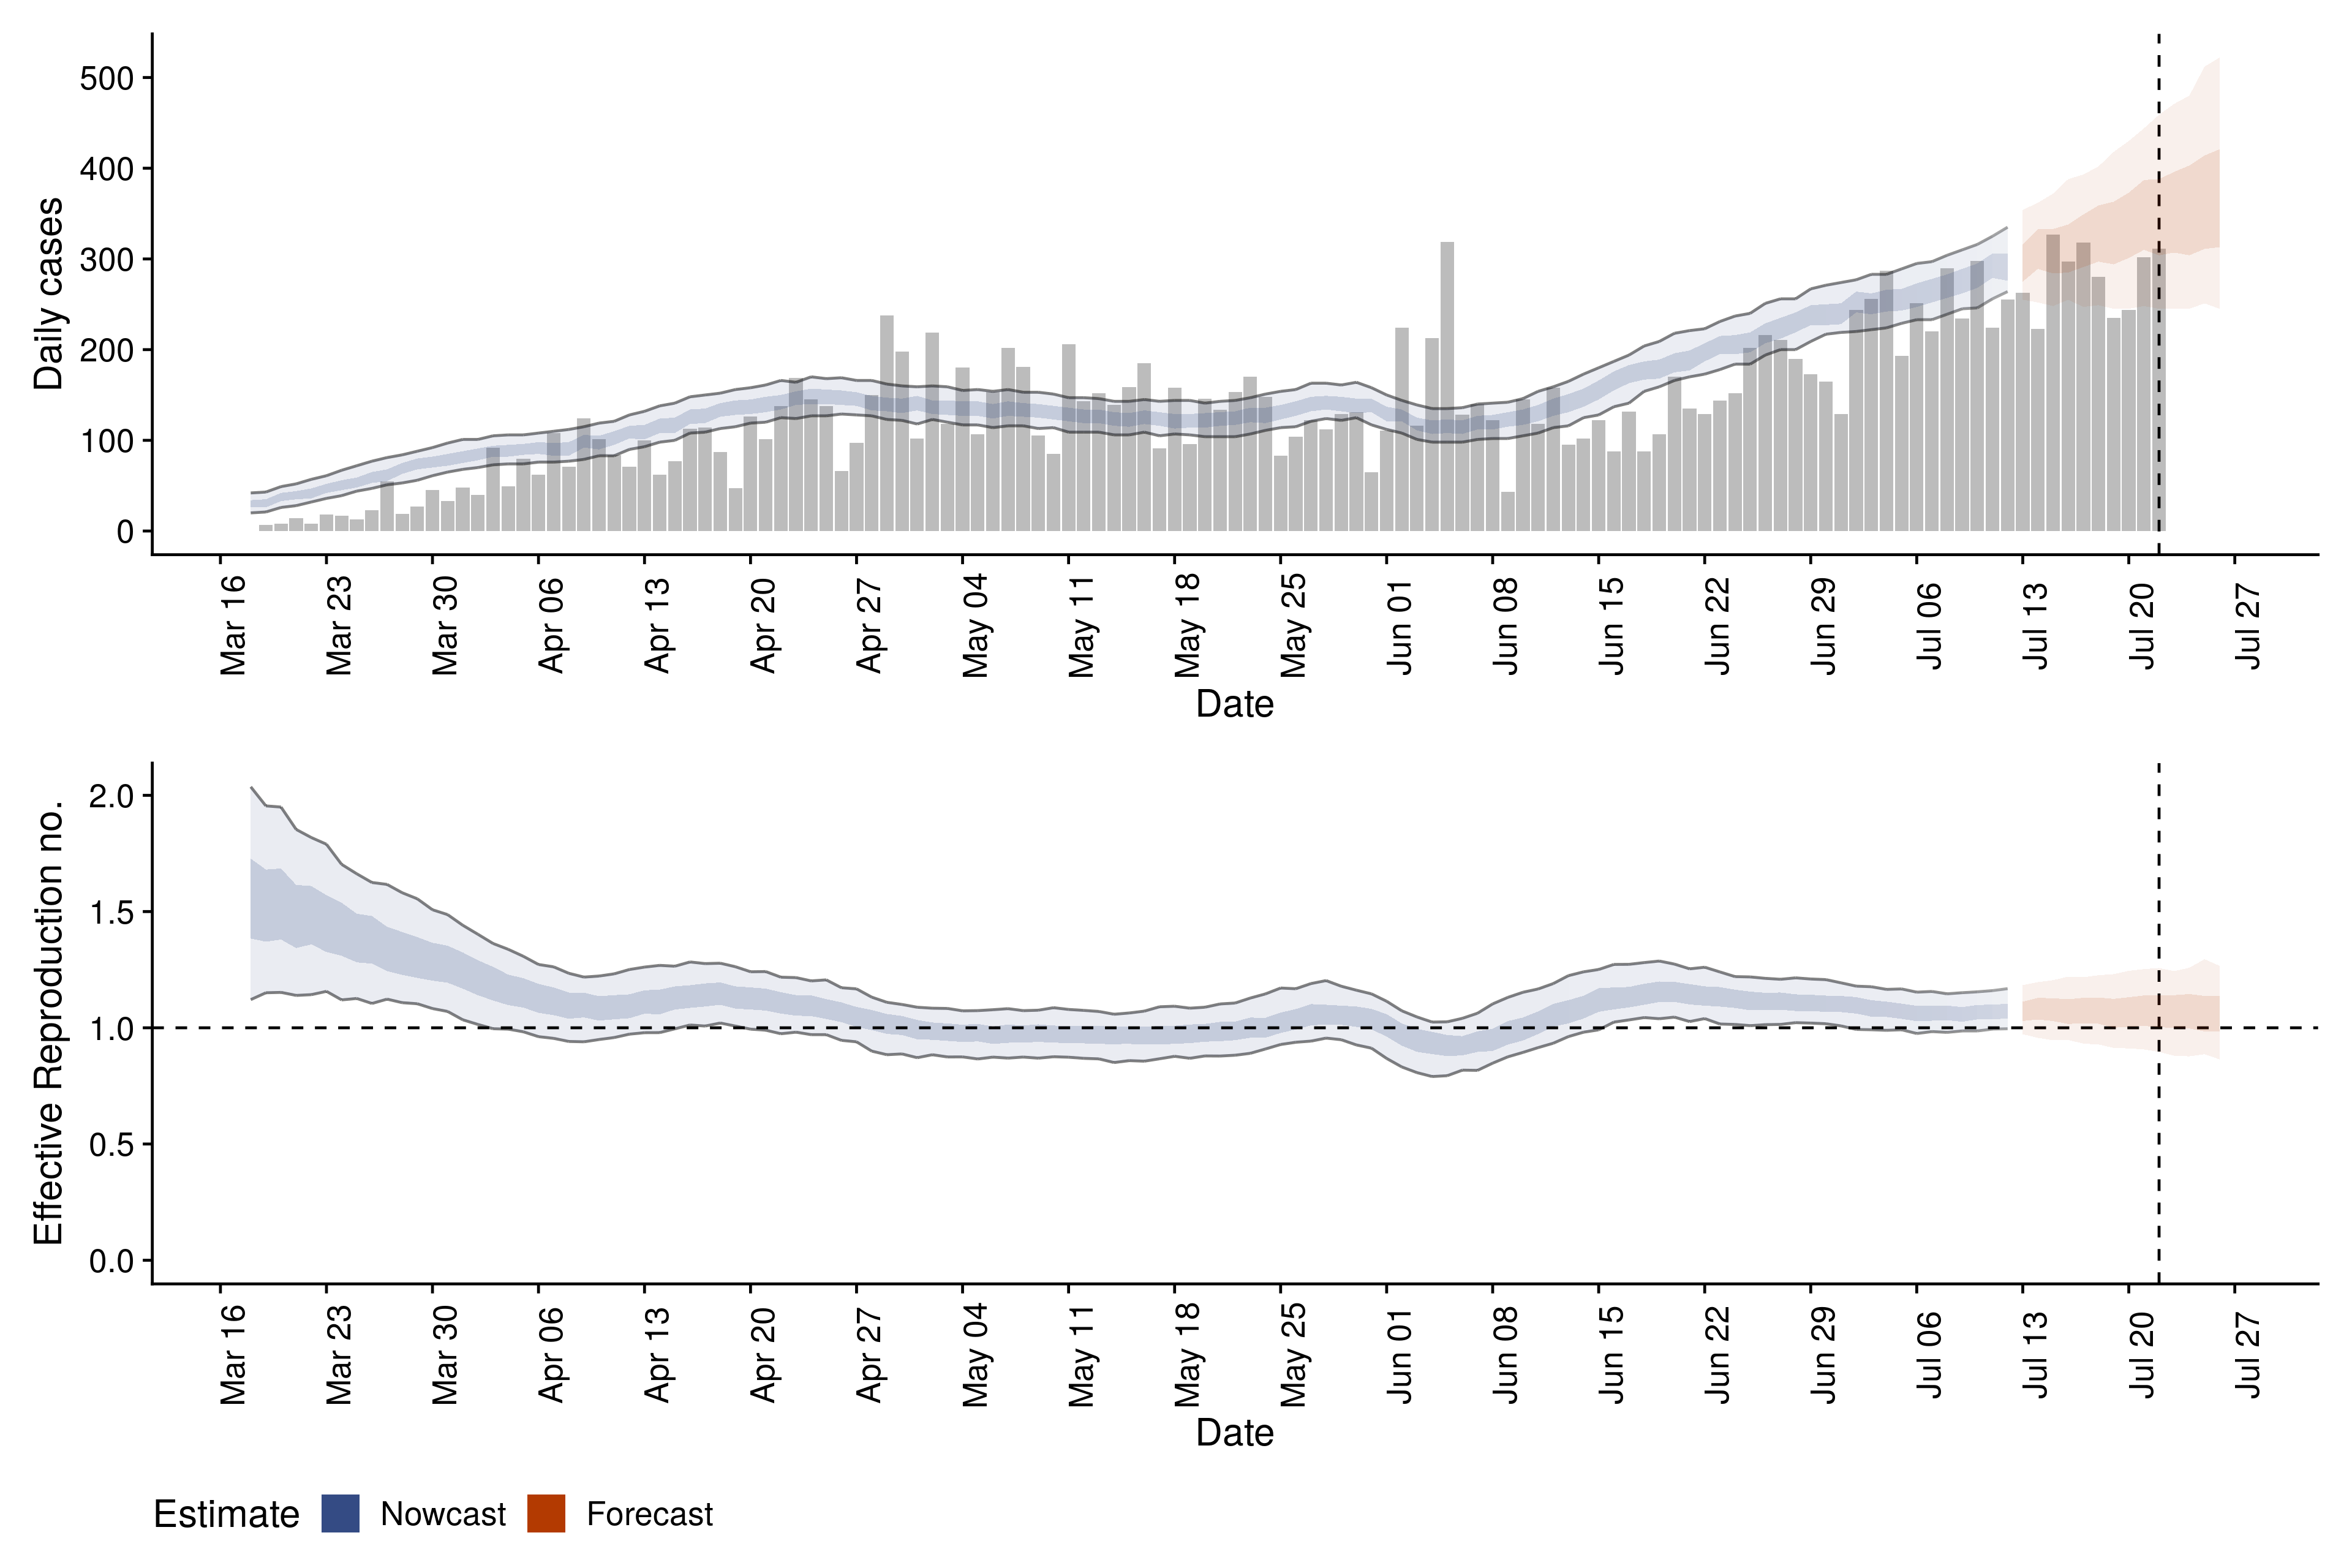 Daily cases
500
400
300
200
100
0
Mar 16 Mar 23 Mar 30 Apr 06 Apr 13 Apr 20 Apr 27 May 04 May 11 May 18 May 25 Jun 01 Jun 08 Jun 15 Jun 22 Jun 29 Jul 06 Jul 13 Jul 20 Jul 27
Date
Effective Reproduction no.
2.0
1.5
1.0
0.5
0.0
Mar 16 Mar 23 Mar 30 Apr 06 Apr 13 Apr 20 Apr 27 May 04 May 11 May 18 May 25 Jun 01 Jun 08 Jun 15 Jun 22 Jun 29 Jul 06 Jul 13 Jul 20 Jul 27
Date
Estimate Nowcast Forecast